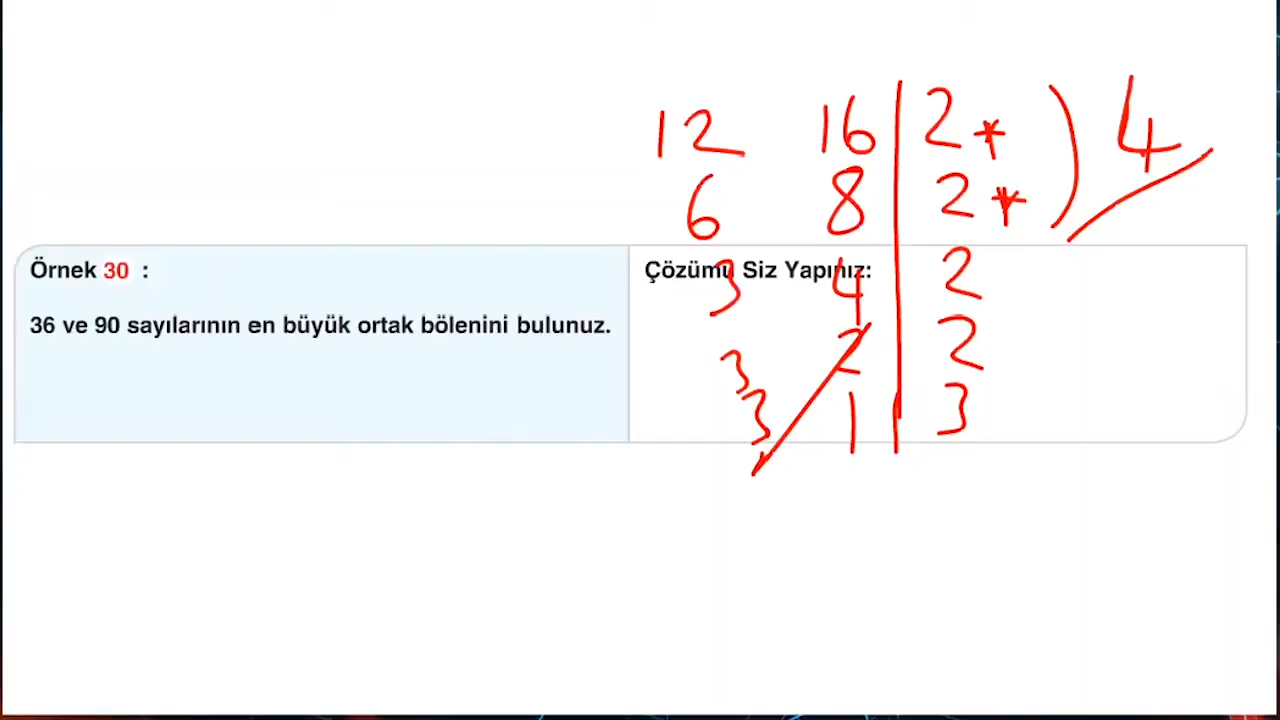 12 16 2* 4
6 8 2*
Örnek 30 :
Çözümü Siz Yapınız:
3 4 2
36 ve 90 sayılarının en büyük ortak bölenini bulunuz.
3 2 2
3 1 3